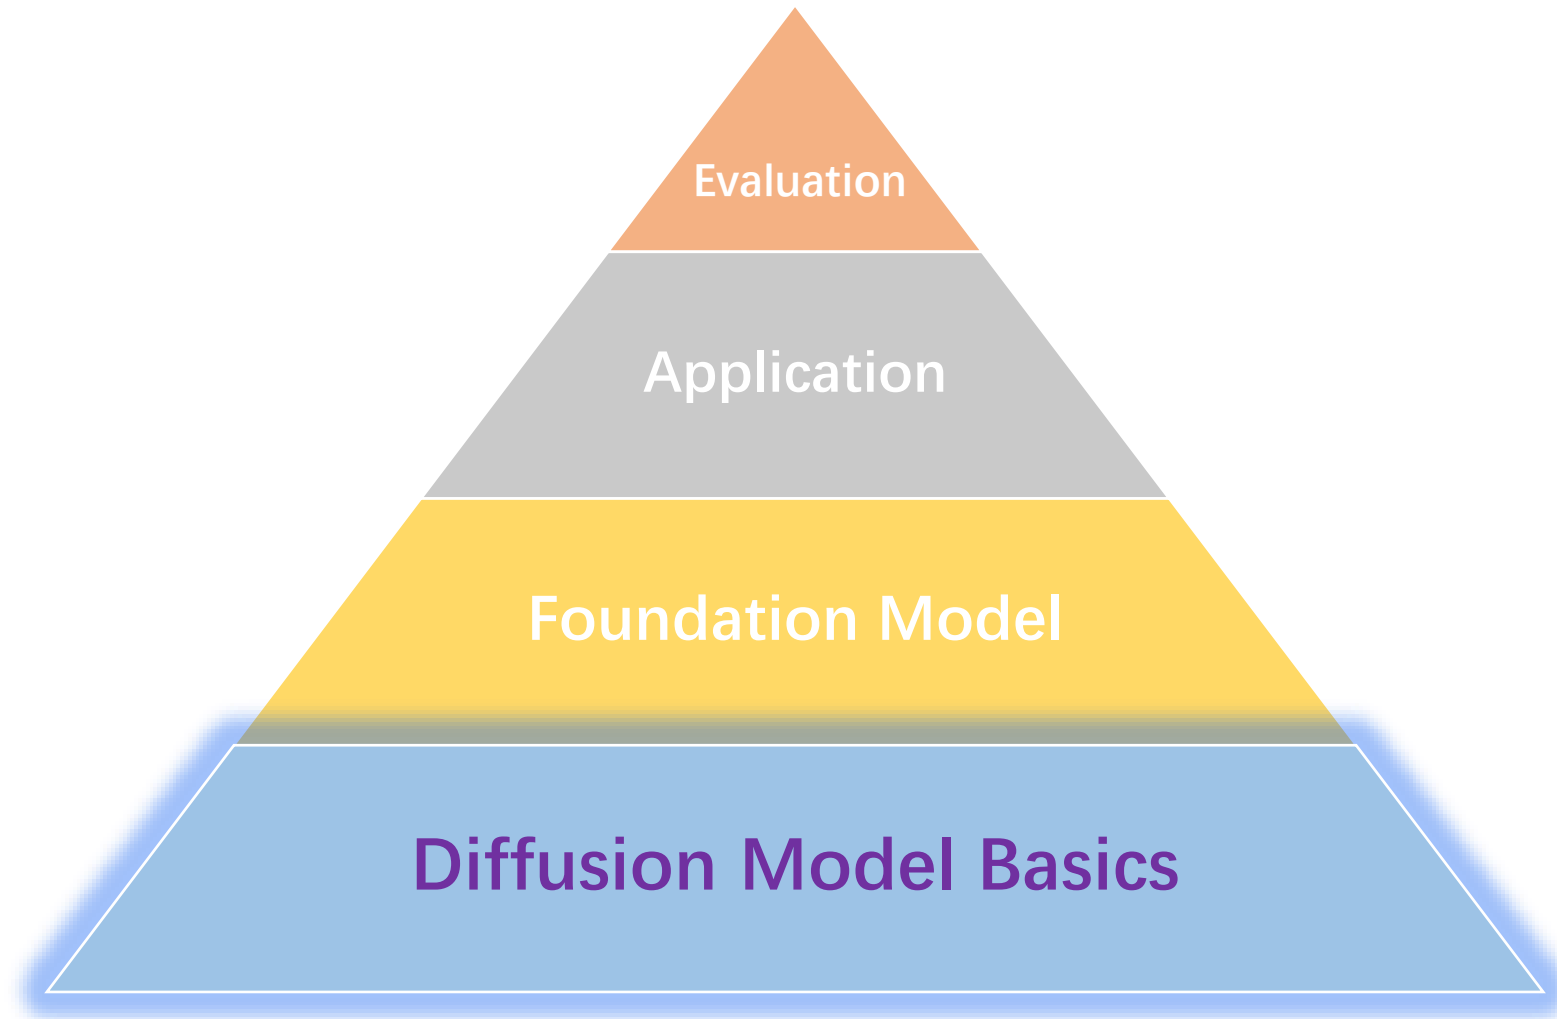 Evaluation
Application
Foundation Model
Diffusion Model Basics